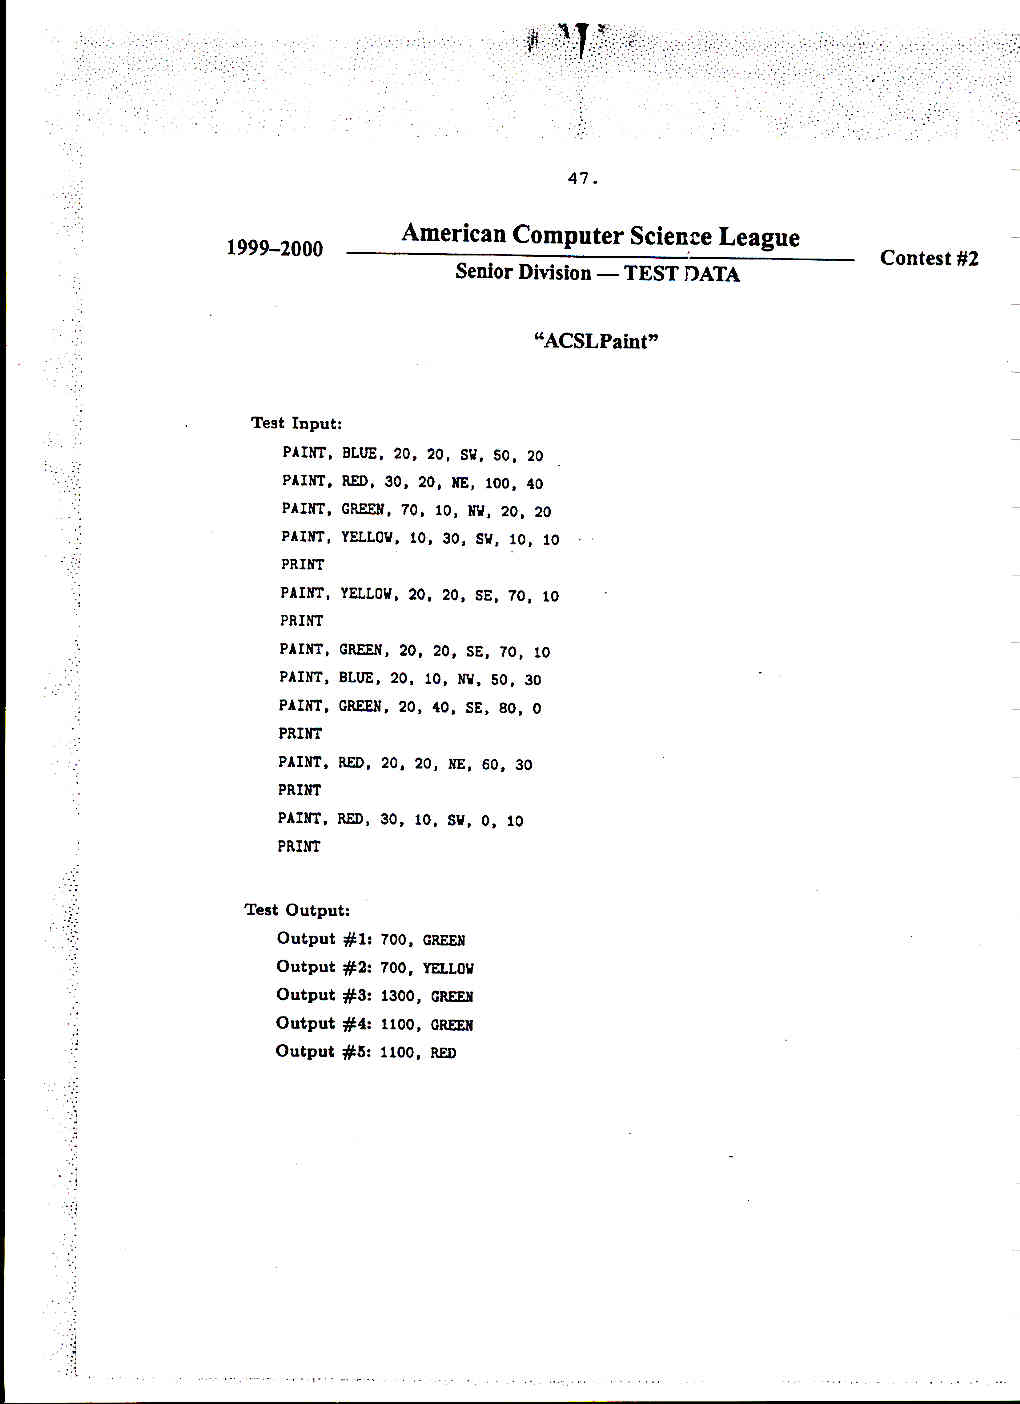 47.
1999–2000 American Computer Science League Contest #2
Senior Division — TEST DATA
“ACSLPaint”
Test Input:
PAINT, BLUE, 20, 20, SW, 50, 20
PAINT, RED, 30, 20, NE, 100, 40
PAINT, GREEN, 70, 10, NW, 20, 20
PAINT, YELLOW, 10, 30, SW, 10, 10
PRINT
PAINT, YELLOW, 20, 20, SE, 70, 10
PRINT
PAINT, GREEN, 20, 20, SE, 70, 10
PAINT, BLUE, 20, 10, NW, 50, 30
PAINT, GREEN, 20, 40, SE, 80, 0
PRINT
PAINT, RED, 20, 20, NE, 60, 30
PRINT
PAINT, RED, 30, 10, SW, 0, 10
PRINT
Test Output:
Output #1: 700, GREEN
Output #2: 700, YELLOW
Output #3: 1300, GREEN
Output #4: 1100, GREEN
Output #5: 1100, RED